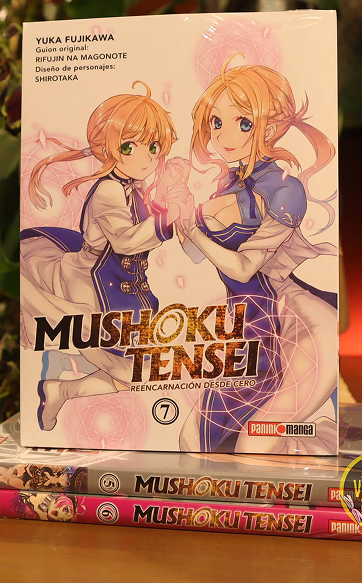 YUKA FUJIKAWA
Guion original:
RIFUJIN NA MAGONOTE
Diseño de personajes:
SHIROTAKA
MUSHOKU
TENSEI
REENCARNACIÓN DESDE CERO
7
PANINI manga
5 MUSHOKU TENSEI
6 MUSHOKU TENSEI
PANINI